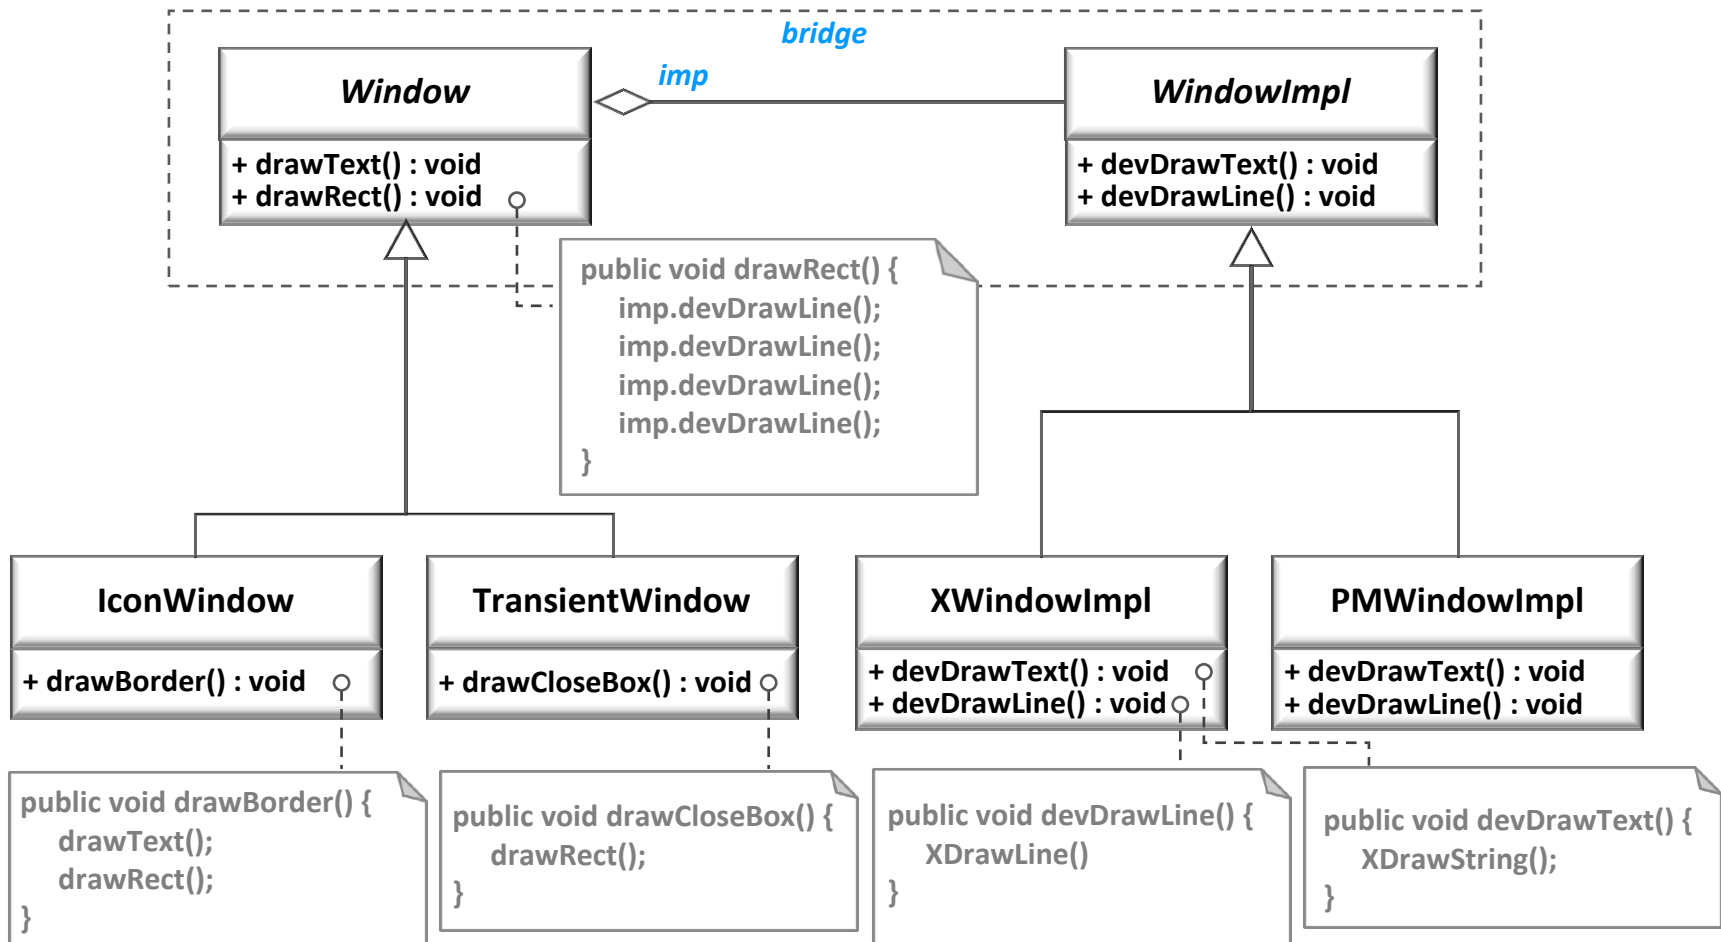 bridge
imp
Window
+ drawText() : void
+ drawRect() : void
WindowImpl
+ devDrawText() : void
+ devDrawLine() : void
public void drawRect() {
imp.devDrawLine();
imp.devDrawLine();
imp.devDrawLine();
imp.devDrawLine();
}
IconWindow
+ drawBorder() : void
TransientWindow
+ drawCloseBox() : void
XWindowImpl
+ devDrawText() : void
+ devDrawLine() : void
PMWindowImpl
+ devDrawText() : void
+ devDrawLine() : void
public void drawBorder() {
drawText();
drawRect();
}
public void drawCloseBox() {
drawRect();
}
public void devDrawLine() {
XDrawLine()
}
public void devDrawText() {
XDrawString();
}